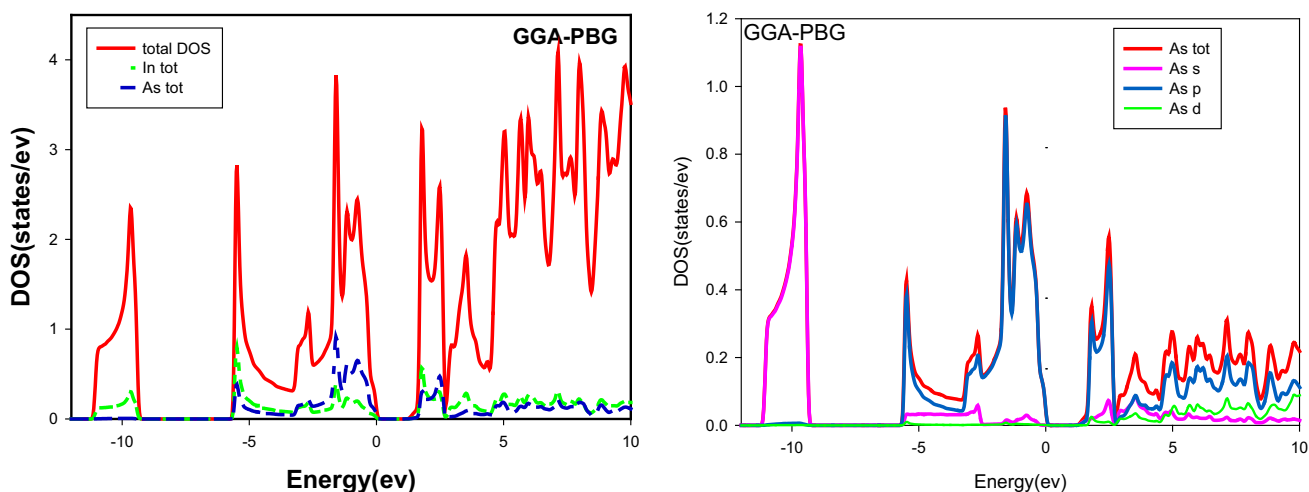 GGA-PBG
total DOS
In tot
As tot
DOS(states/ev)
4
3
2
1
0
-10
-5
0
5
10
Energy(ev)
GGA-PBG
As tot
As s
As p
As d
DOS(states/ev)
1.2
1.0
0.8
0.6
0.4
0.2
0.0
-10
-5
0
5
10
Energy(ev)